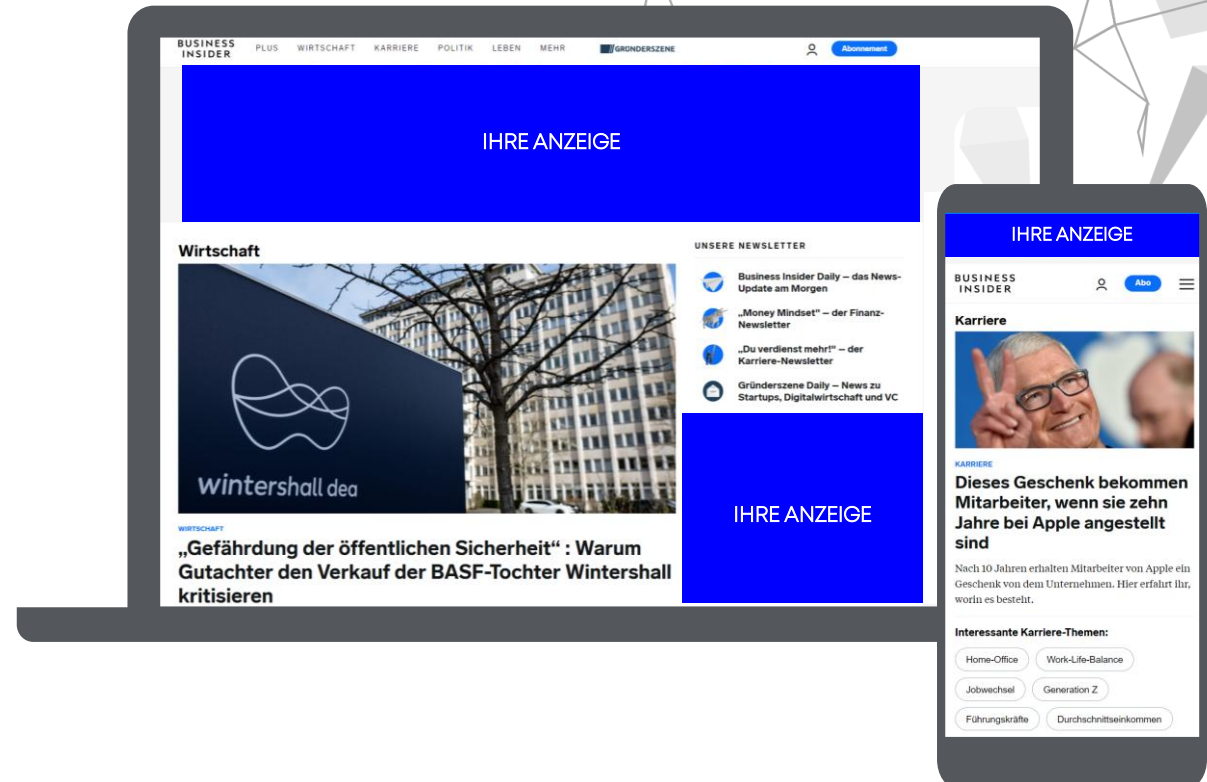 BUSINESS
INSIDER
PLUS WIRTSCHAFT KARRIERE POLITIK LEBEN MEHR GRÜNDERSZENE Abonnement
IHRE ANZEIGE
Wirtschaft
wintershall dea
WIRTSCHAFT
„Gefährdung der öffentlichen Sicherheit“ : Warum
Gutachter den Verkauf der BASF-Tochter Wintershall
kritisieren
UNSERE NEWSLETTER
Business Insider Daily – das News-
Update am Morgen
„Money Mindset“ – der Finanz-
Newsletter
„Du verdienst mehr!“ – der
Karriere-Newsletter
Gründerszene Daily – News zu
Startups, Digitalwirtschaft und VC
IHRE ANZEIGE
IHRE ANZEIGE
BUSINESS
INSIDER
Abo
Karriere
KARRIERE
Dieses Geschenk bekommen
Mitarbeiter, wenn sie zehn
Jahre bei Apple angestellt
sind
Nach 10 Jahren erhalten Mitarbeiter von Apple ein
Geschenk von dem Unternehmen. Hier erfahrt ihr,
worin es besteht.
Interessante Karriere-Themen:
Home-Office Work-Life-Balance
Jobwechsel Generation Z
Führungskräfte Durchschnittseinkommen